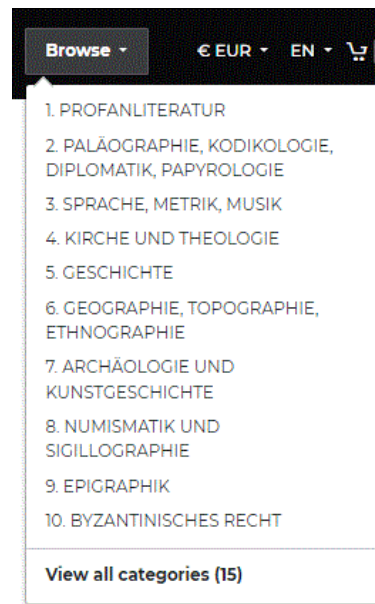 Browse € EUR EN
1. PROFANLITERATUR
2. PALÄOGRAPHIE, KODIKOLOGIE,
DIPLOMATIK, PAPYROLOGIE
3. SPRACHE, METRIK, MUSIK
4. KIRCHE UND THEOLOGIE
5. GESCHICHTE
6. GEOGRAPHIE, TOPOGRAPHIE,
ETHNOGRAPHIE
7. ARCHÄOLOGIE UND
KUNSTGESCHICHTE
8. NUMISMATIK UND
SIGILLOGRAPHIE
9. EPIGRAPHIK
10. BYZANTINISCHES RECHT
View all categories (15)